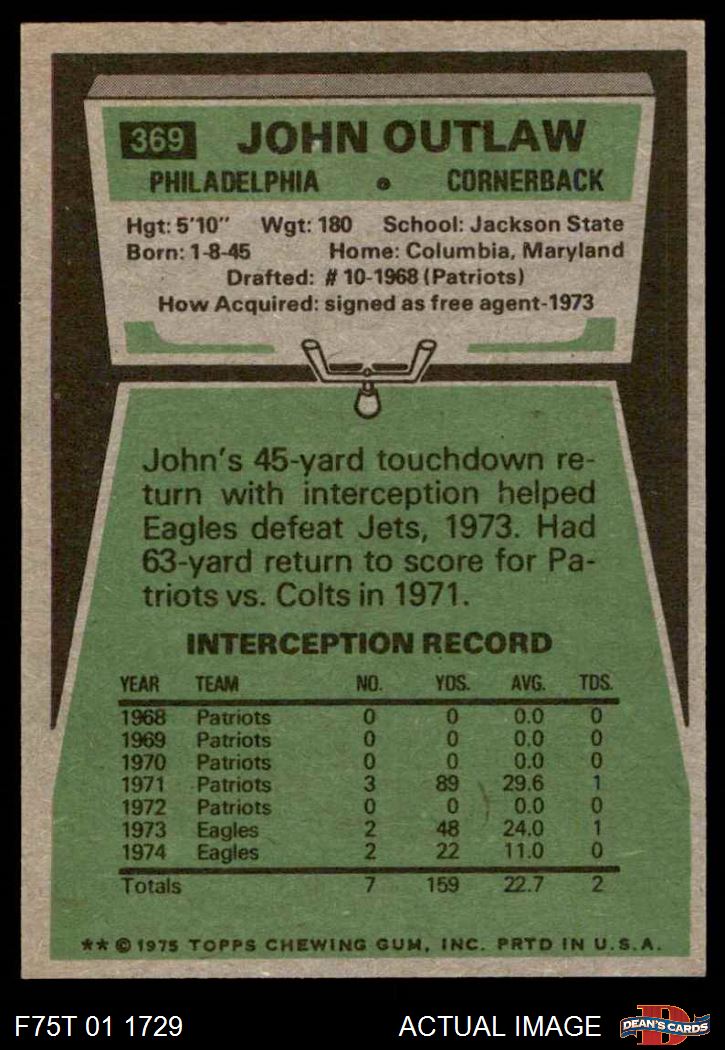 369 JOHN OUTLAW
PHILADELPHIA • CORNERBACK
Hgt: 5'10" Wgt: 180 School: Jackson State
Born: 1-8-45 Home: Columbia, Maryland
Drafted: # 10-1968 (Patriots)
How Acquired: signed as free agent-1973
John's 45-yard touchdown re-
turn with interception helped
Eagles defeat Jets, 1973. Had
63-yard return to score for Pa-
triots vs. Colts in 1971.
INTERCEPTION RECORD
YEAR TEAM NO. YDS. AVG. TDS.
1968 Patriots 0 0 0.0 0
1969 Patriots 0 0 0.0 0
1970 Patriots 0 0 0.0 0
1971 Patriots 3 89 29.6 1
1972 Patriots 0 0 0.0 0
1973 Eagles 2 48 24.0 1
1974 Eagles 2 22 11.0 0
Totals 7 159 22.7 2
** © 1975 TOPPS CHEWING GUM, INC. PRTD IN U.S.A.
F75T 01 1729 ACTUAL IMAGE D DEAN'S CARDS